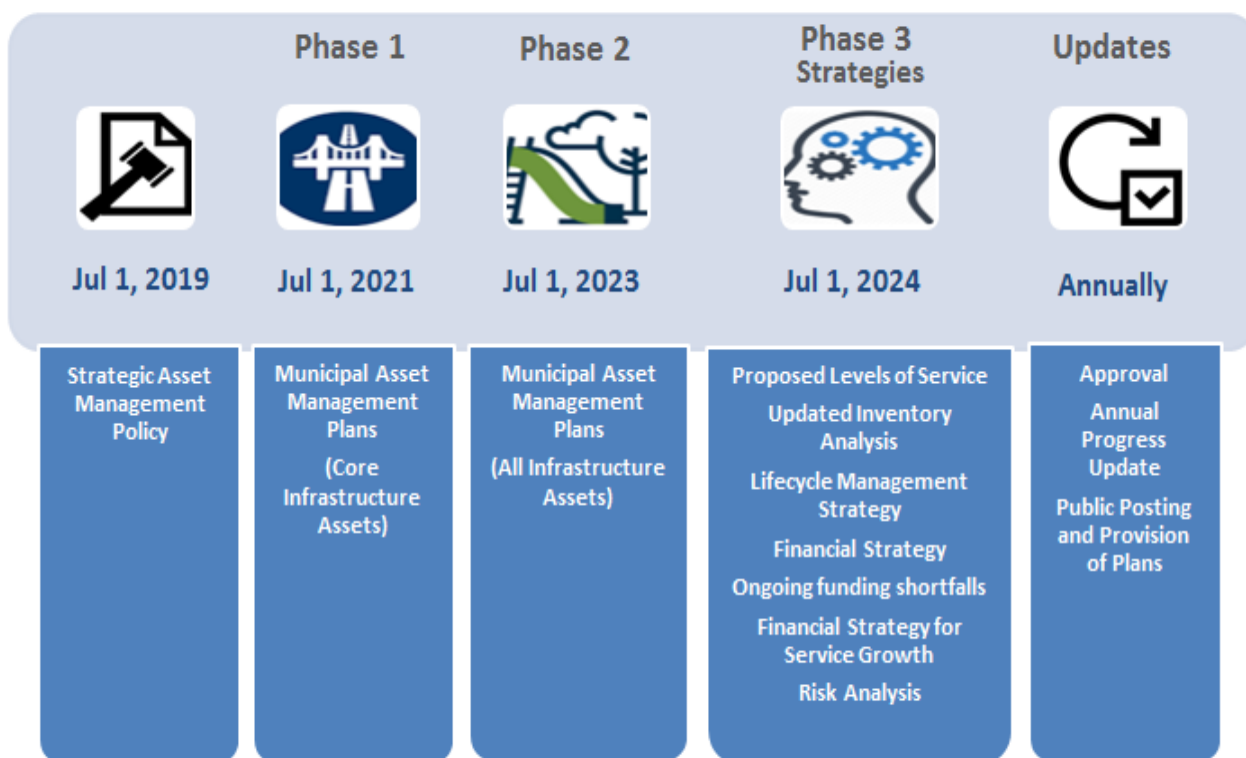 Phase 1
Phase 2
Phase 3
Strategies
Updates
Jul 1, 2019
Jul 1, 2021
Jul 1, 2023
Jul 1, 2024
Annually
Strategic Asset
Management
Policy
Municipal Asset
Management
Plans
(Core
Infrastructure
Assets)
Municipal Asset
Management
Plans
(All Infrastructure
Assets)
Proposed Levels of Service
Updated Inventory
Analysis
Lifecycle Management
Strategy
Financial Strategy
Ongoing funding shortfalls
Financial Strategy for
Service Growth
Risk Analysis
Approval
Annual
Progress
Update
Public Posting
and Provision
of Plans